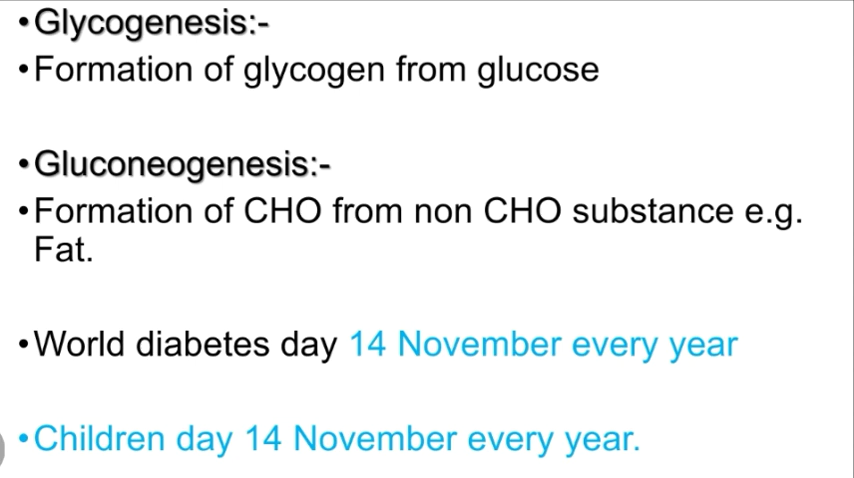 •Glycogenesis:-
•Formation of glycogen from glucose
•Gluconeogenesis:-
•Formation of CHO from non CHO substance e.g.
Fat.
•World diabetes day 14 November every year
•Children day 14 November every year.